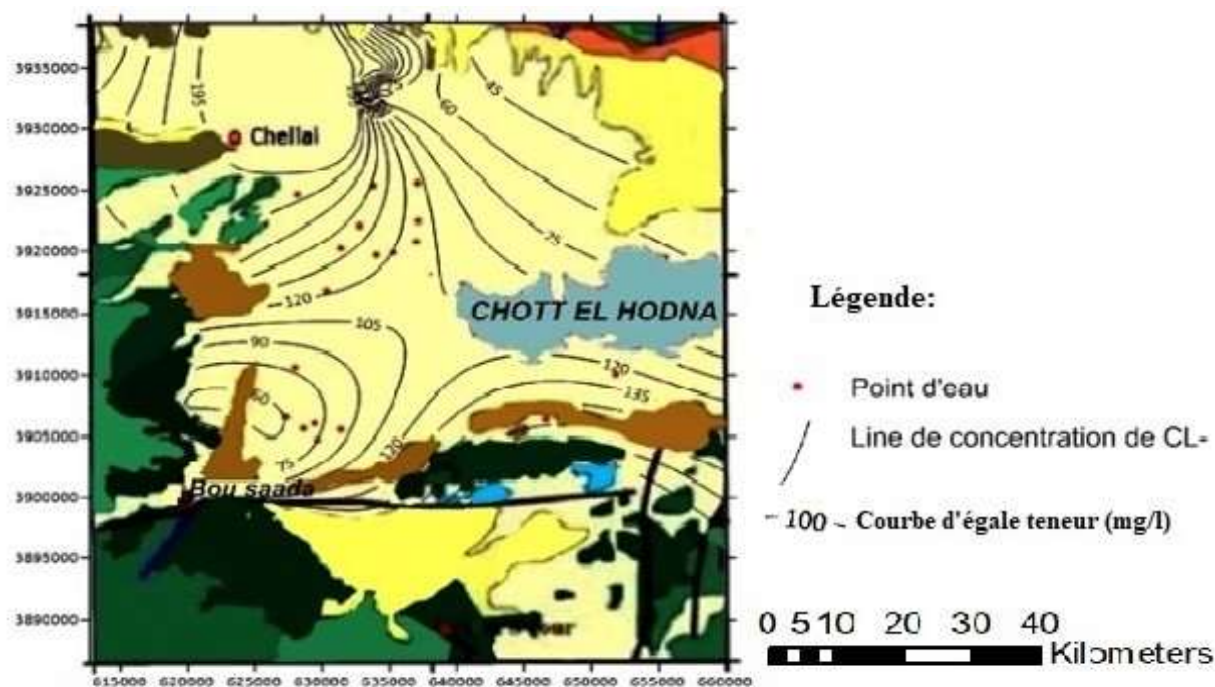 3935000
3930000
3925000
3920000
3915000
3910000
3905000
3900000
3895000
3890000
195
Chellai
45
60
75
120
CHOTT EL HODNA
105
90
60
75
120
120
135
Bou saada
615000 620000 625000 630000 635000 640000 645000 650000 655000 660000
Légende:
Point d'eau
Line de concentration de CL-
100 Courbe d'égale teneur (mg/l)
0 5 10 20 30 40
Kilometers